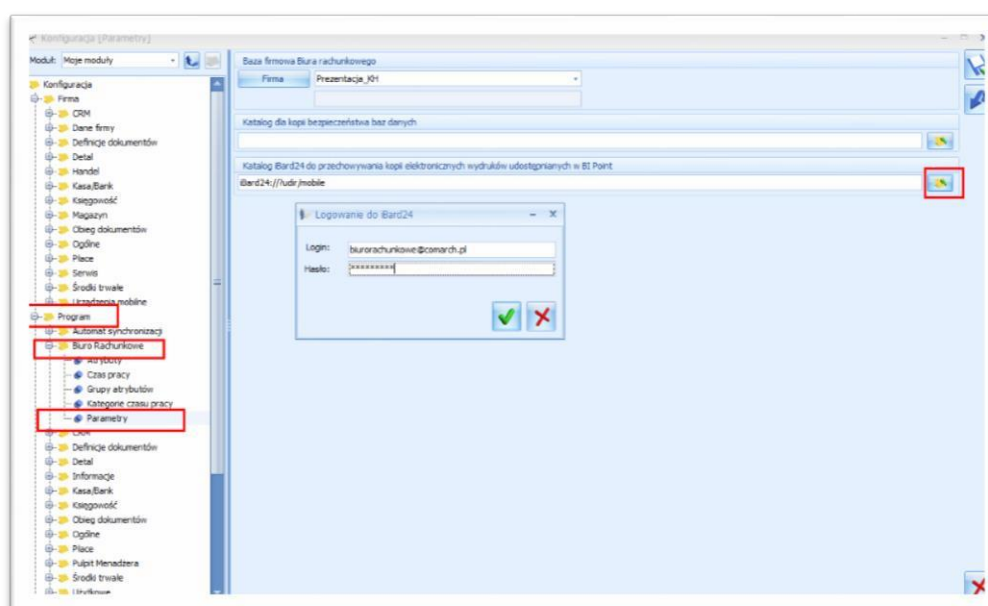 Konfiguracja [Parametry]
Moduł: Moje moduły
Konfiguracja
Firma
CRM
Dane firmy
Definicje dokumentów
Detal
Handel
Kasa/Bank
Księgowość
Magazyn
Obieg dokumentów
Ogólne
Płace
Serwis
Środki trwałe
Urządzenia mobilne
Program
Automat synchronizacji
Biuro Rachunkowe
Atrybuty
Czas pracy
Grupy atrybutów
Kategorie czasu pracy
Parametry
CRM
Definicje dokumentów
Detal
Informacje
Kasa/Bank
Księgowość
Obieg dokumentów
Ogólne
Płace
Pulpit Menadżera
Środki trwałe
Użytkowe
Baza firmowa Biura rachunkowego
Firma Prezentacja_KH
Katalog dla kopii bezpieczeństwa baz danych
Katalog iBard24 do przechowywania kopii elektronicznych wydruków udostępnianych w BI Point
iBard24://?udir/mobile
Logowanie do iBard24
Login: biurorachunkowe@comarch.pl
Hasło: *********